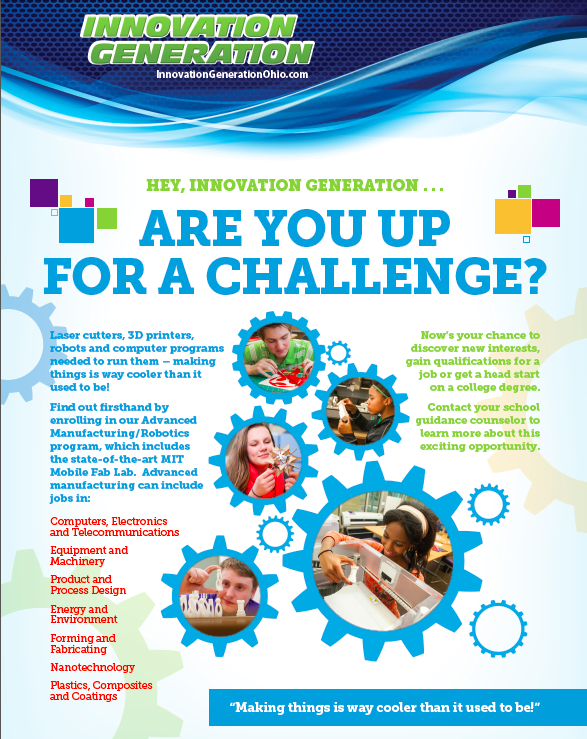 INNOVATION
GENERATION
InnovationGenerationOhio.com
HEY, INNOVATION GENERATION . . .
ARE YOU UP
FOR A CHALLENGE?
Laser cutters, 3D printers,
robots and computer programs
needed to run them -- making
things is way cooler than it
used to be!
Find out firsthand by
enrolling in our Advanced
Manufacturing/Robotics
program, which includes
the state-of-the-art MIT
Mobile Fab Lab.  Advanced
manufacturing can include
jobs in:
Computers, Electronics
and Telecommunications
Equipment and
Machinery
Product and
Process Design
Energy and
Environment
Forming and
Fabricating
Nanotechnology
Plastics, Composites
and Coatings
Now's your chance to
discover new interests,
gain qualifications for a
job or get a head start
on a college degree.
Contact your school
guidance counselor to
learn more about this
exciting opportunity.
“Making things is way cooler than it used to be!”